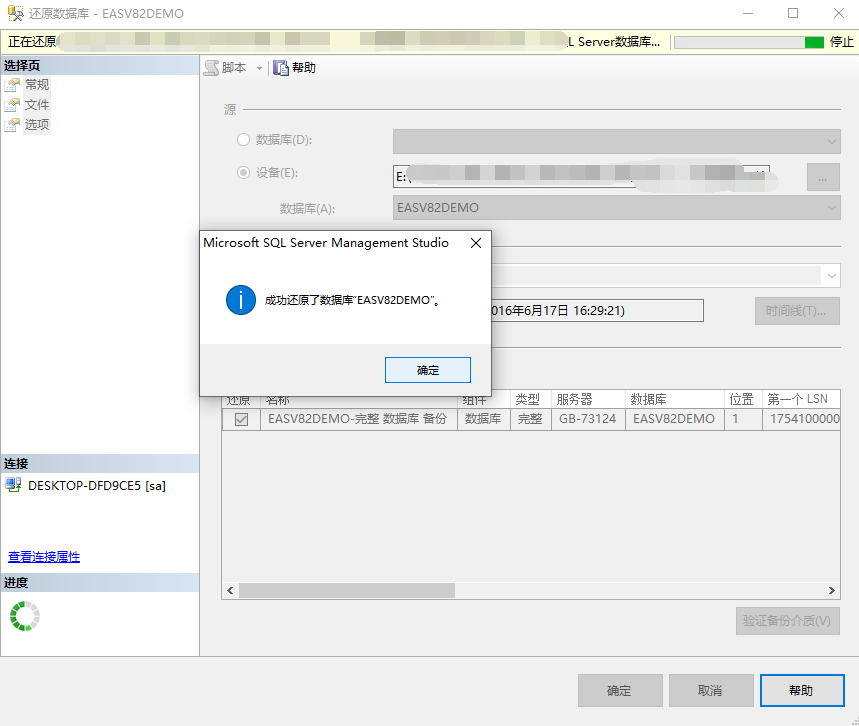 还原数据库 - EASV82DEMO
正在还原 L Server数据库... 停止
选择页
常规
文件
选项
脚本 帮助
源
数据库(D):
设备(E): E:\ ...
数据库(A): EASV82DEMO
Microsoft SQL Server Management Studio
成功还原了数据库“EASV82DEMO”。
确定
016年6月17日 16:29:21) 时间线(T)...
还原 名称 组件 类型 服务器 数据库 位置 第一个 LSN
EASV82DEMO-完整 数据库 备份 数据库 完整 GB-73124 EASV82DEMO 1 1754100000
连接
DESKTOP-DFD9CE5 [sa]
查看连接属性
进度
验证备份介质(V)
确定 取消 帮助